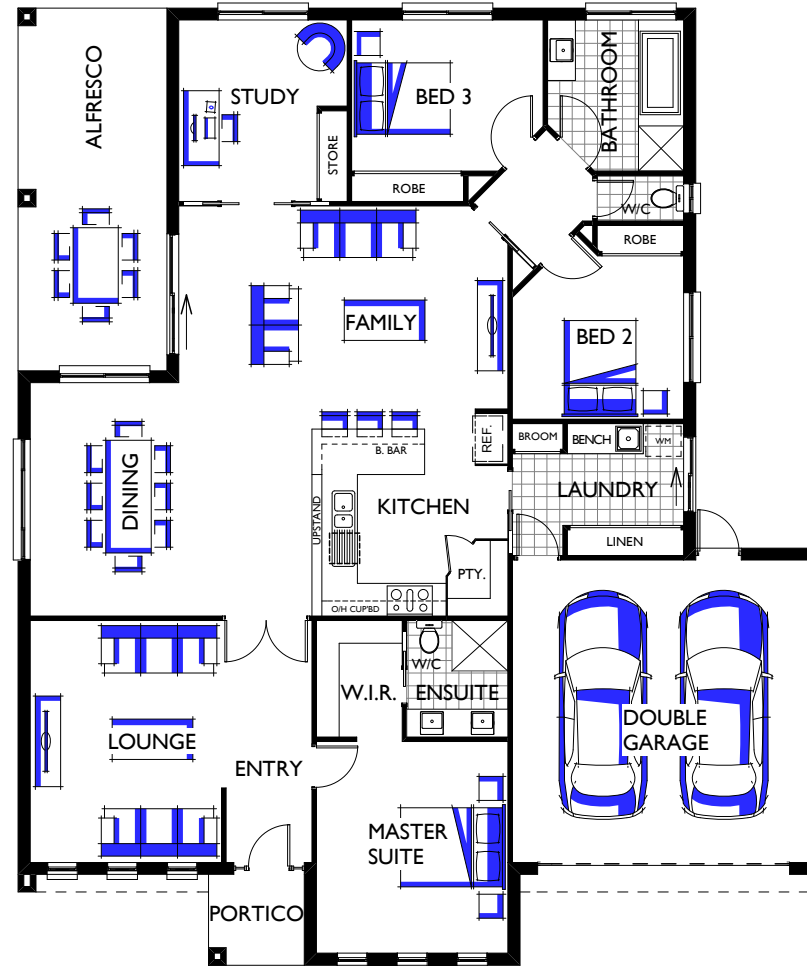 ALFRESCO
STUDY
STORE
BED 3
ROBE
BATHROOM
W/C
ROBE
FAMILY
BED 2
DINING
B. BAR
REF.
BROOM
BENCH
WM
UPSTAND
KITCHEN
LAUNDRY
LINEN
PTY.
O/H CUP'BD
LOUNGE
ENTRY
W.I.R.
W/C
ENSUITE
DOUBLE
GARAGE
MASTER
SUITE
PORTICO